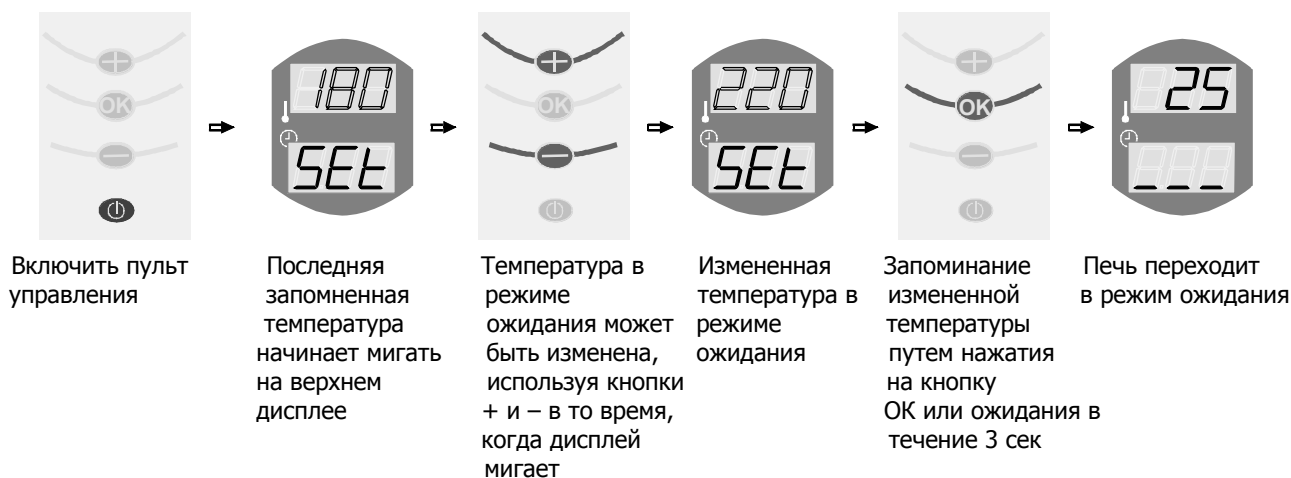 OK
180
SEt
OK
220
SEt
OK
25
_ _ _
Включить пульт
управления
Последняя
запомненная
температура
начинает мигать
на верхнем
дисплее
Температура в
режиме
ожидания может
быть изменена,
используя кнопки
+ и – в то время,
когда дисплей
мигает
Измененная
температура в
режиме
ожидания
Запоминание
измененной
температуры
путем нажатия
на кнопку
ОК или ожидания в
течение 3 сек
Печь переходит
в режим ожидания